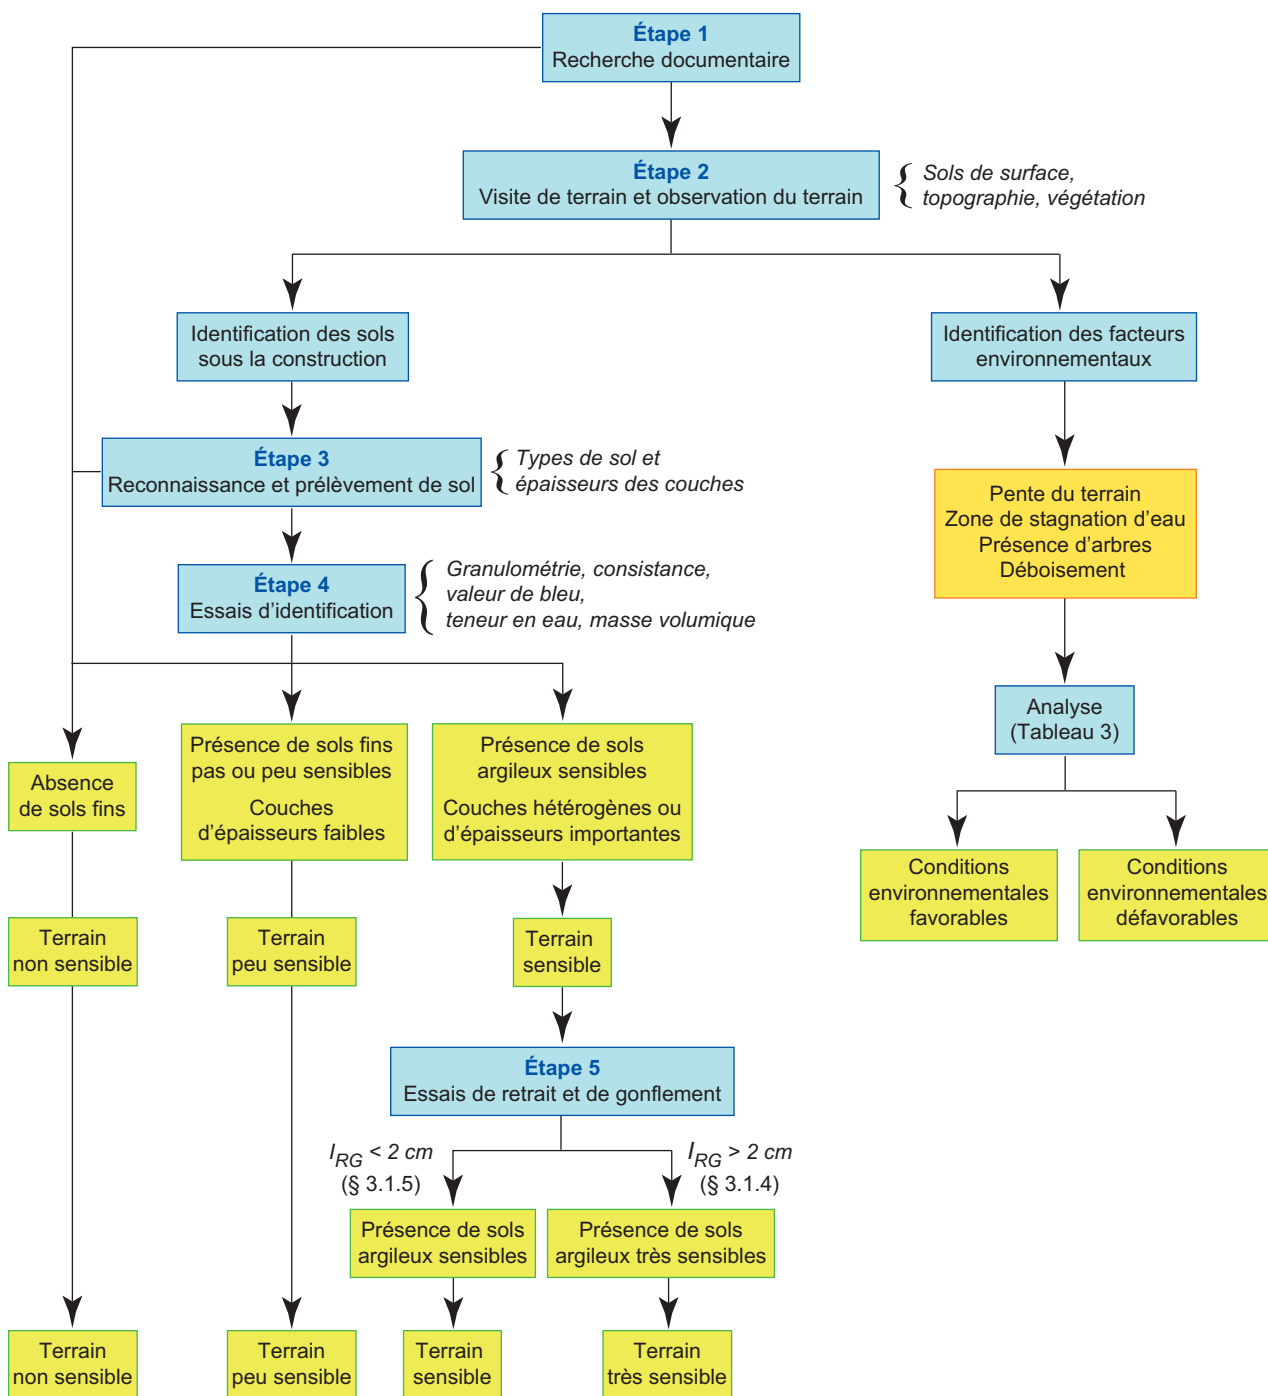 Étape 1
Recherche documentaire
Étape 2
Visite de terrain et observation du terrain
Sols de surface,
topographie, végétation
Identification des sols
sous la construction
Identification des facteurs
environnementaux
Étape 3
Reconnaissance et prélèvement de sol
Types de sol et
épaisseurs des couches
Pente du terrain
Zone de stagnation d’eau
Présence d’arbres
Déboisement
Étape 4
Essais d’identification
Granulométrie, consistance,
valeur de bleu,
teneur en eau, masse volumique
Analyse
(Tableau 3)
Absence
de sols fins
Présence de sols fins
pas ou peu sensibles
Couches
d’épaisseurs faibles
Présence de sols
argileux sensibles
Couches hétérogènes ou
d’épaisseurs importantes
Conditions
environnementales
favorables
Conditions
environnementales
défavorables
Terrain
non sensible
Terrain
peu sensible
Terrain
sensible
Étape 5
Essais de retrait et de gonflement
I_RG < 2 cm
(§ 3.1.5)
I_RG > 2 cm
(§ 3.1.4)
Présence de sols
argileux sensibles
Présence de sols
argileux très sensibles
Terrain
non sensible
Terrain
peu sensible
Terrain
sensible
Terrain
très sensible